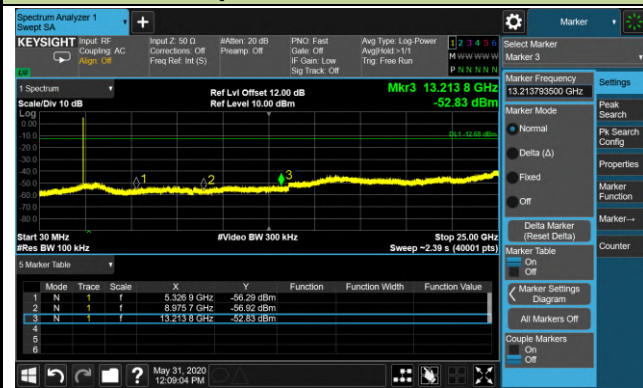 Spectrum Analyzer 1
Swept SA
Marker
KEYSIGHT
Input: RF
Coupling: AC
Align: Off
Input Z: 50 Ω
Corrections: Off
Freq Ref: Int (S)
#Atten: 20 dB
Preamp: Off
PNO: Fast
Gate: Off
IF Gain: Low
Sig Track: Off
Avg Type: Log-Power
Avg|Hold:>1/1
Trig: Free Run
1 2 3 4 5 6
M W W W W W
P N N N N N
Select Marker
Marker 3
1 Spectrum
Scale/Div 10 dB
Log
Ref Lvl Offset 12.00 dB
Ref Level 10.00 dBm
Mkr3 13.213 8 GHz
-52.83 dBm
0.00
-10.0
-20.0
-30.0
-40.0
-50.0
-60.0
-70.0
-80.0
DL1 -12.68 dBm
1
2
3
Start 30 MHz
#Res BW 100 kHz
#Video BW 300 kHz
Stop 25.00 GHz
Sweep ~2.39 s (40001 pts)
5 Marker Table
Mode Trace Scale X Y Function Function Width Function Value
1 N 1 f 5.326 9 GHz -56.29 dBm
2 N 1 f 8.975 7 GHz -56.92 dBm
3 N 1 f 13.213 8 GHz -52.83 dBm
4
5
6
Marker Frequency
13.213793500 GHz
Marker Mode
Normal
Delta (Δ)
Fixed
Off
Delta Marker
(Reset Delta)
Marker Table
On
Off
Marker Settings
Diagram
All Markers Off
Couple Markers
On
Off
Settings
Peak
Search
Pk Search
Config
Properties
Marker
Function
Marker→
Counter
May 31, 2020
12:09:04 PM